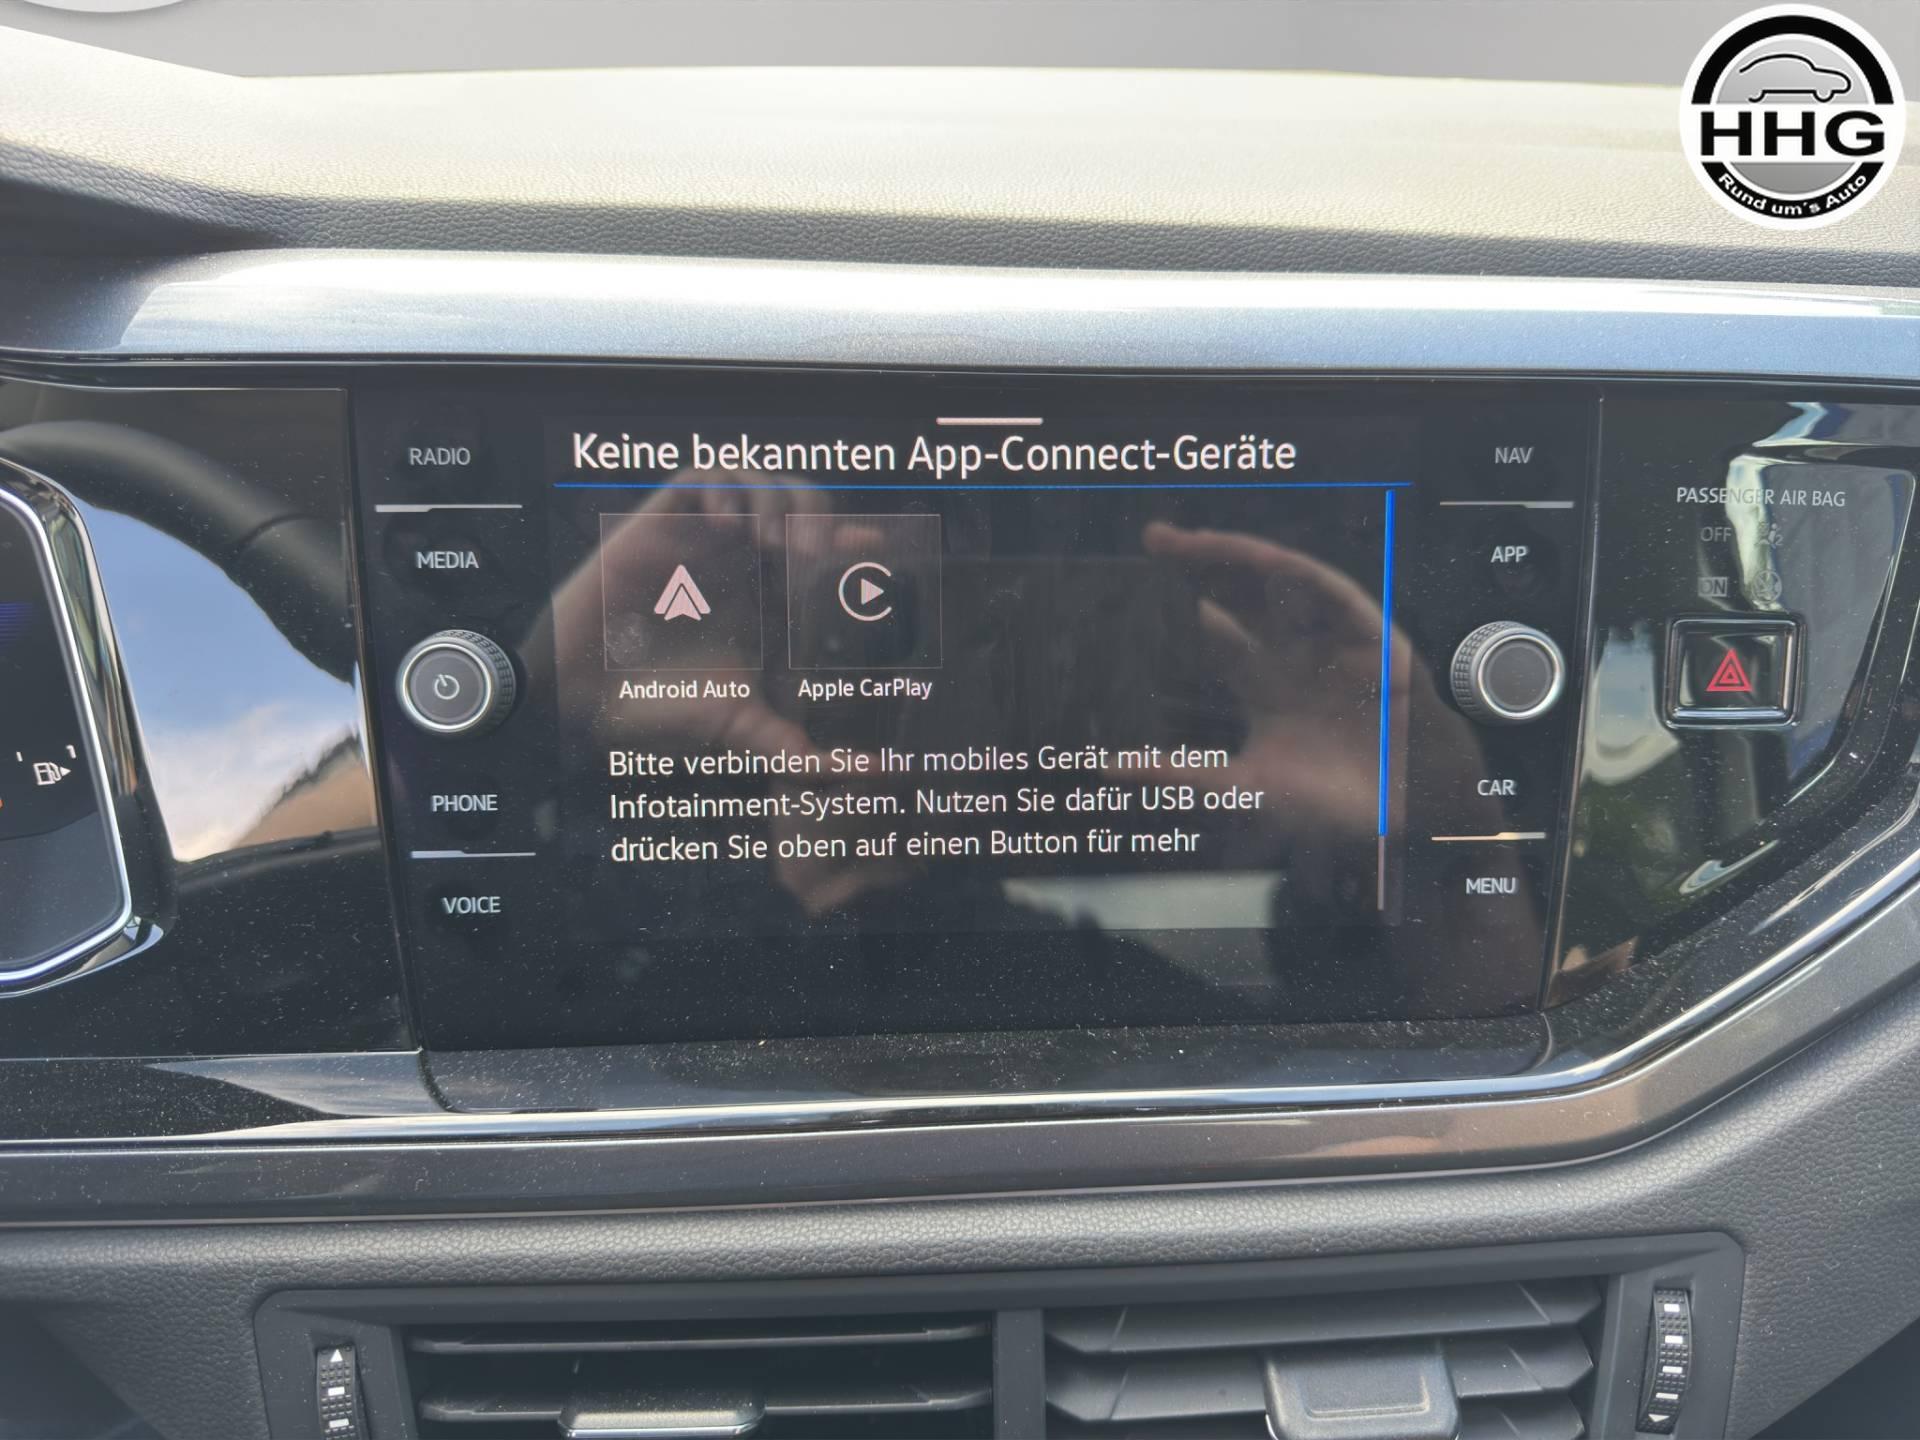 HHG
Rund um's Auto
RADIO
MEDIA
PHONE
VOICE
Keine bekannten App-Connect-Geräte
Android Auto
Apple CarPlay
Bitte verbinden Sie Ihr mobiles Gerät mit dem
Infotainment-System. Nutzen Sie dafür USB oder
drücken Sie oben auf einen Button für mehr
NAV
APP
CAR
MENU
PASSENGER AIR BAG
OFF
ON